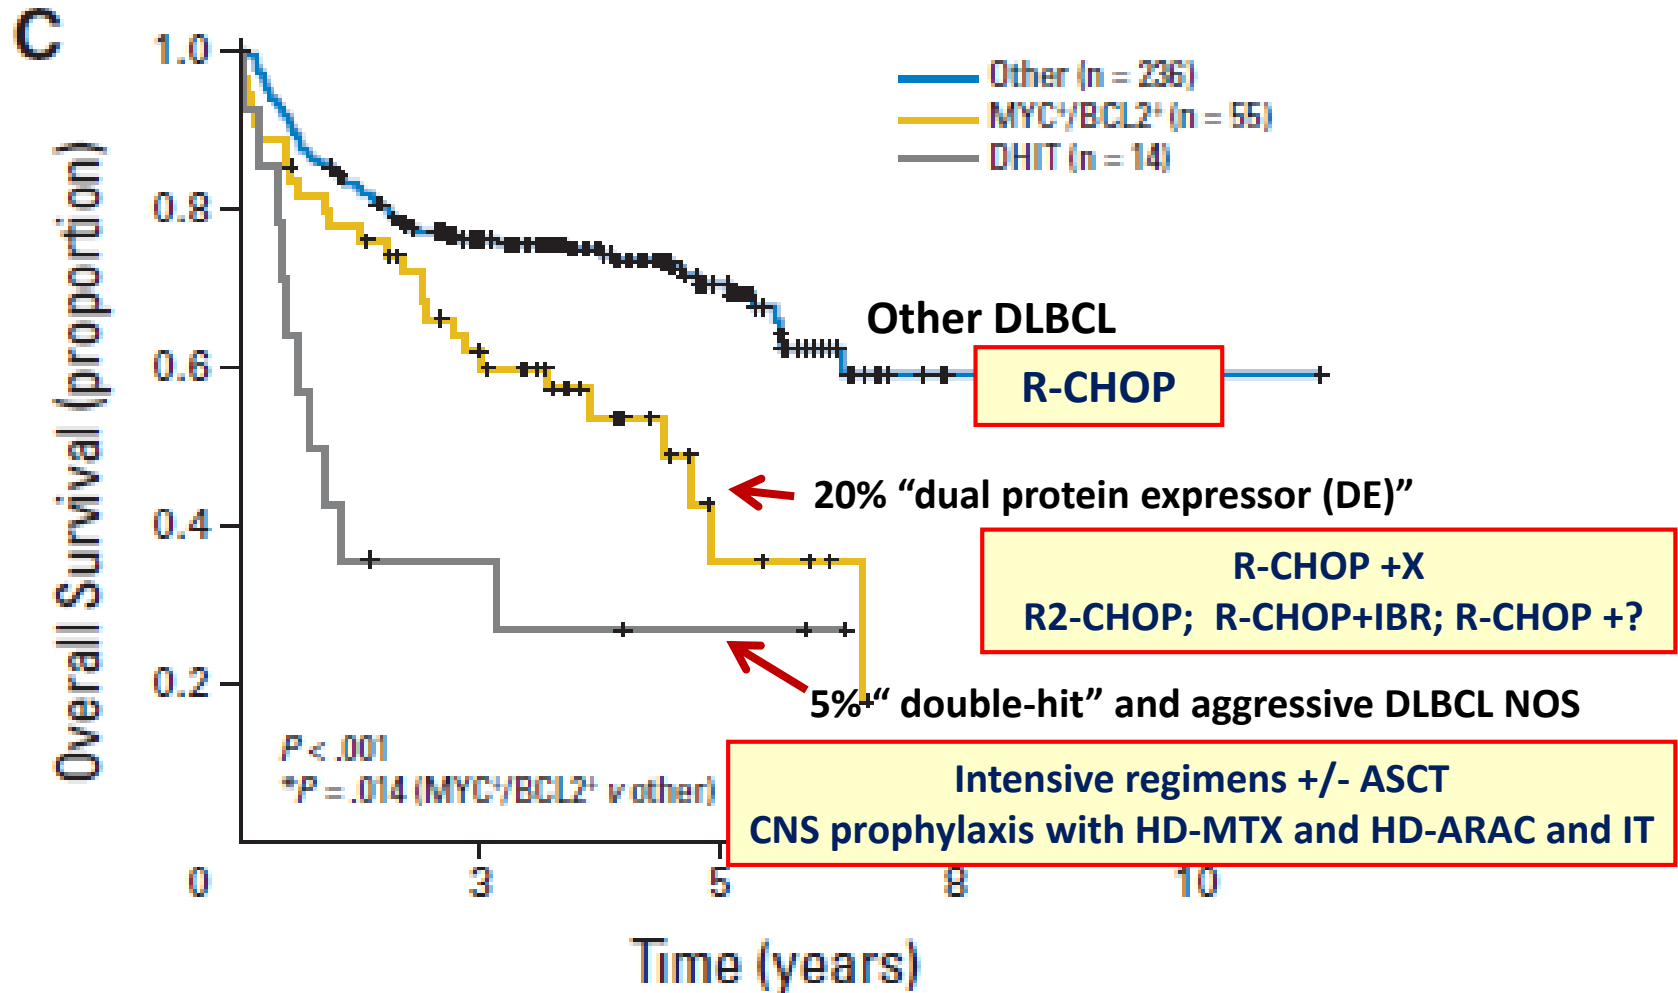 C
1.0
0.8
0.6
0.4
0.2
0
3
5
8
10
Overall Survival (proportion)
Time (years)
Other (n = 236)
MYC⁺/BCL2⁺ (n = 55)
DHIT (n = 14)
Other DLBCL
R-CHOP
20% “dual protein expressor (DE)”
R-CHOP +X
R2-CHOP; R-CHOP+IBR; R-CHOP +?
5% “ double-hit” and aggressive DLBCL NOS
P < .001
*P = .014 (MYC⁺/BCL2⁺ v other)
Intensive regimens +/- ASCT
CNS prophylaxis with HD-MTX and HD-ARAC and IT